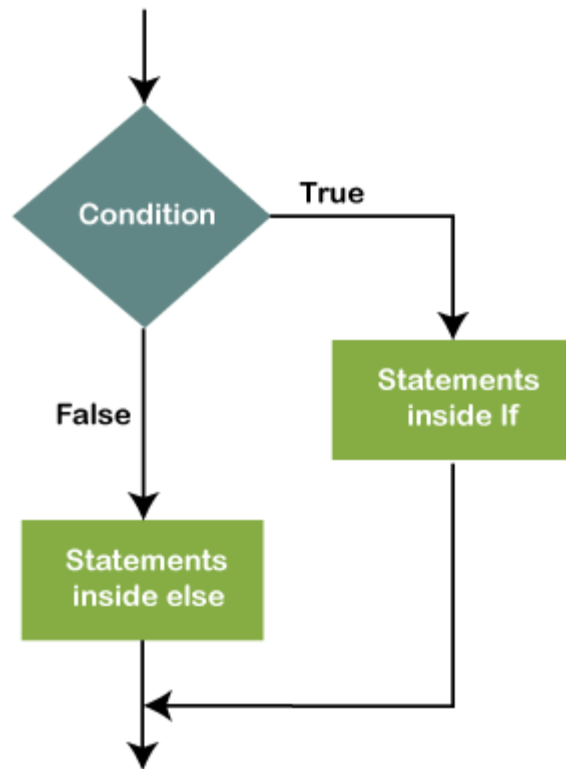 Condition
True
Statements
inside If
False
Statements
inside else